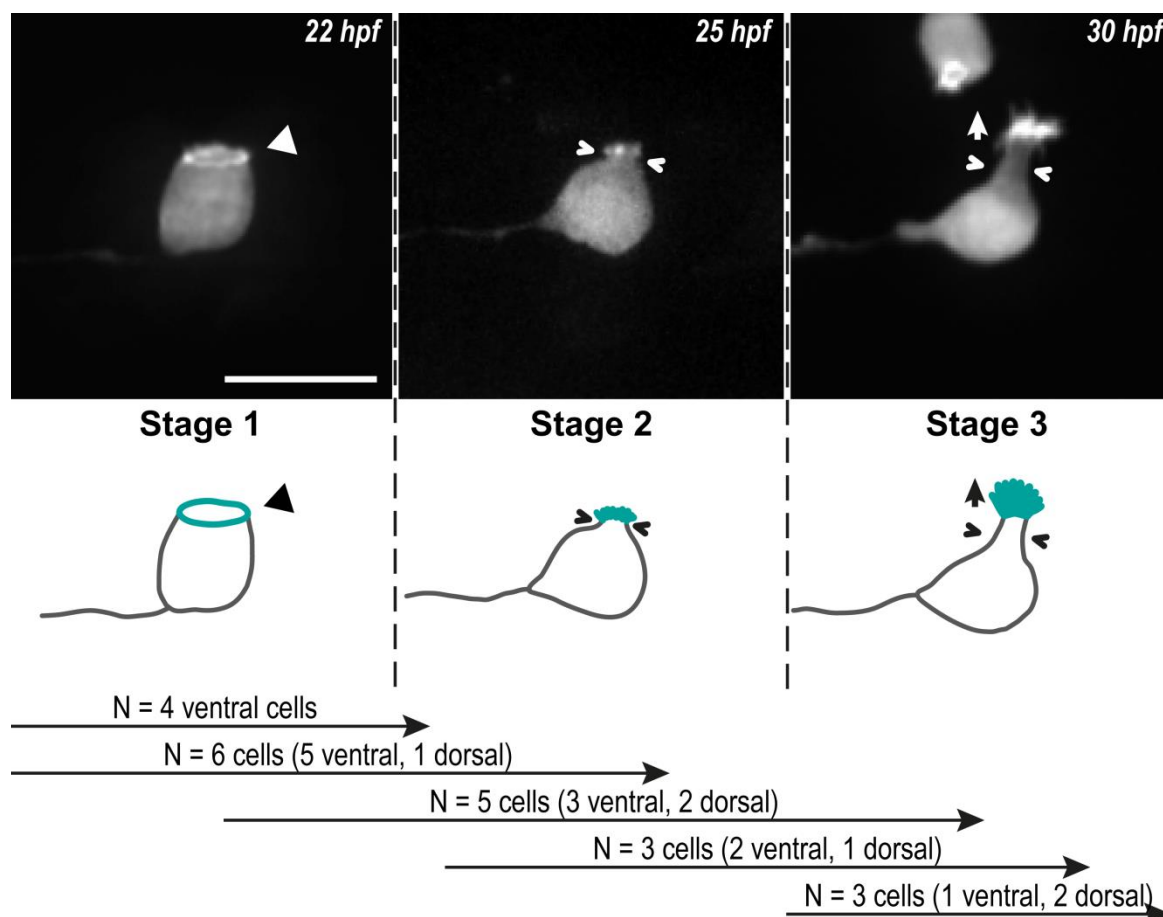 22 hpf
25 hpf
30 hpf
Stage 1
Stage 2
Stage 3
N = 4 ventral cells
N = 6 cells (5 ventral, 1 dorsal)
N = 5 cells (3 ventral, 2 dorsal)
N = 3 cells (2 ventral, 1 dorsal)
N = 3 cells (1 ventral, 2 dorsal)